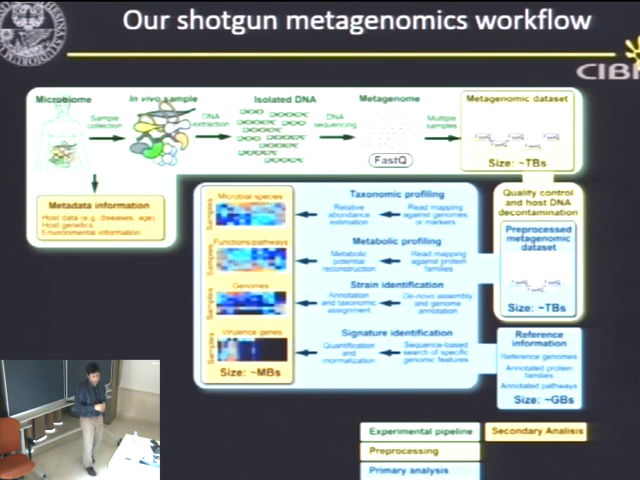 Our shotgun metagenomics workflow
CIBI
Microbiome
In vivo sample
Isolated DNA
Metagenome
Metagenomic dataset
Sample
collection
DNA
extraction
DNA
sequencing
Multiple
samples
FastQ
Size: ~TBs
Metadata information
Host data (e.g. diseases, age)
Host genetics
Environmental information
Quality control
and host DNA
decontamination
Preprocessed
metagenomic
dataset
Size: ~TBs
Microbial species
Samples
Taxonomic profiling
Relative
abundance
estimation
Read mapping
against genomes
or markers
Functions/pathways
Samples
Metabolic profiling
Metabolic
potential
reconstruction
Read mapping
against protein
families
Genomes
Samples
Strain identification
Annotation
and taxonomic
assignment
De-novo assembly
and genome
annotation
Virulence genes
Samples
Signature identification
Quantification
and normalization
Sequence-based
search of specific
genomic features
Size: ~MBs
Reference
information
Reference genomes
Annotated protein
families
Annotated pathways
Size: ~GBs
Experimental pipeline
Secondary Analisis
Preprocessing
Primary analysis